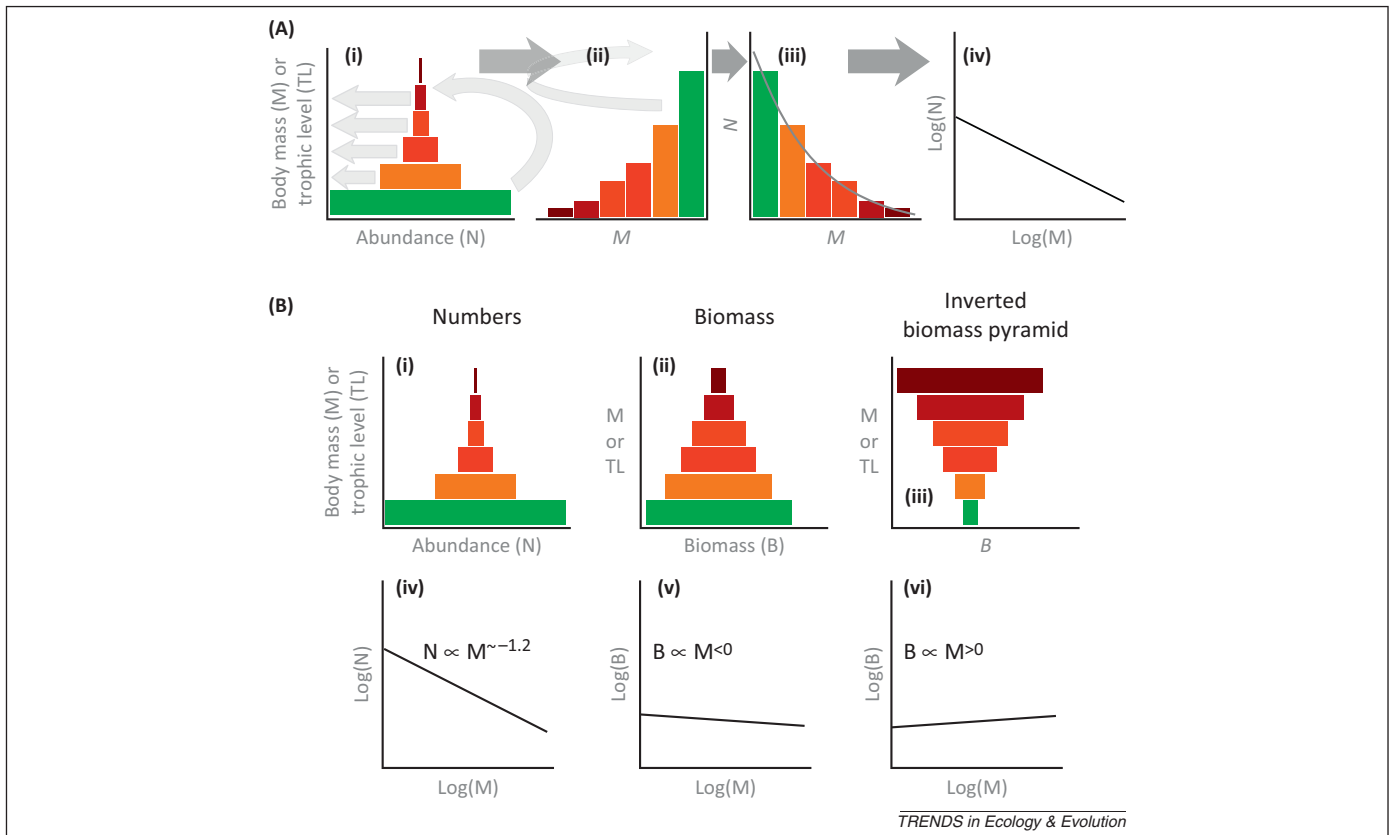 (A)
(i)
Body mass (M) or
trophic level (TL)
Abundance (N)
(ii)
M
(iii)
N
M
(iv)
Log(N)
Log(M)
(B)
Numbers
(i)
Body mass (M) or
trophic level (TL)
Abundance (N)
Biomass
(ii)
M
or
TL
Biomass (B)
Inverted
biomass pyramid
M
or
TL
(iii)
B
(iv)
N ∝ M^~−1.2
Log(N)
Log(M)
(v)
B ∝ M^<0
Log(B)
Log(M)
(vi)
B ∝ M^>0
Log(B)
Log(M)
TRENDS in Ecology & Evolution